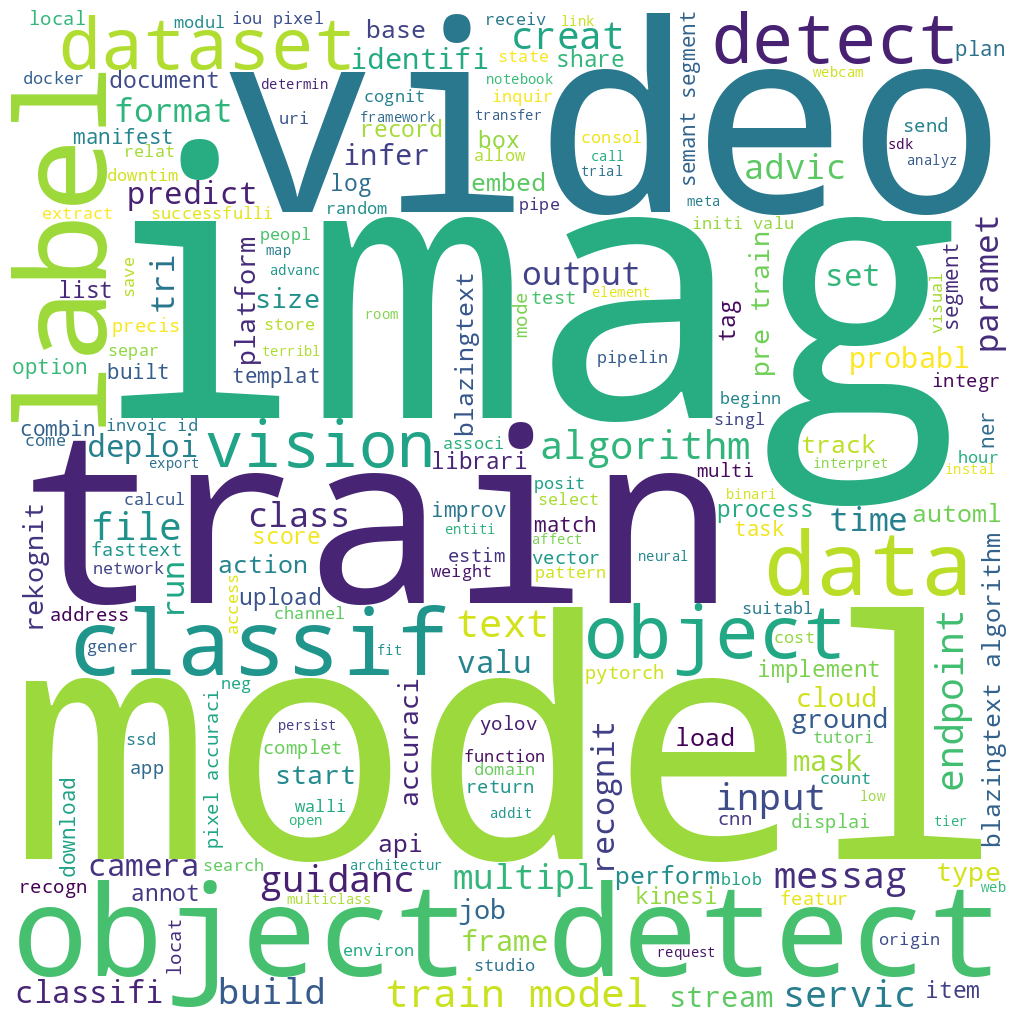 local
modul
iou pixel
receiv
link
dataset
base
creat
detect
plan
identifi
share
state
docker
document
determin
notebook
webcam
video
cognit
inquir
semant segment
format
uri
framework
record
transfer
consol
send
manifest
box
call
sdk
relat
infer
allow
trial
advic
analyz
downtim
predict
log
embed
label
extract
successfulli
random
pipe
meta
initi valu
imag
peopl
paramet
map
platform
tri
advanc
output
set
save
list
size
test
element
segment
visual
precis
store
room
mode
tag
pre train
separ
terribl
blazingtext
pipelin
probabl
option
built
templat
integr
beginn
combin
invoic id
singl
come
deploi
vision
associ
algorithm
track
ner
hour
export
librari
multi
interpret
instal
train
calcul
posit
select
binari
rekognit
file
class
improv
match
process
time
automl
score
entiti
affect
task
fasttext
run
action
estim
vector
neural
data
network
weight
pattern
address
access
upload
channel
suitabl
gener
classif
text
object
cost
endpoint
blazingtext algorithm
fit
valu
pytorch
implement
neg
model
cloud
pixel accuraci
accuraci
persist
yolov
ground
ssd
complet
function
load
tutori
recognit
mask
app
start
domain
count
download
return
input
low
walli
open
addit
cnn
displai
tier
api
camera
search
architectur
recogn
annot
guidanc
multipl
perform
blob
messag
type
web
multiclass
kinesi
featur
job
object detect
locat
environ
frame
request
origin
studio
classifi
build
train model
stream
servic
item